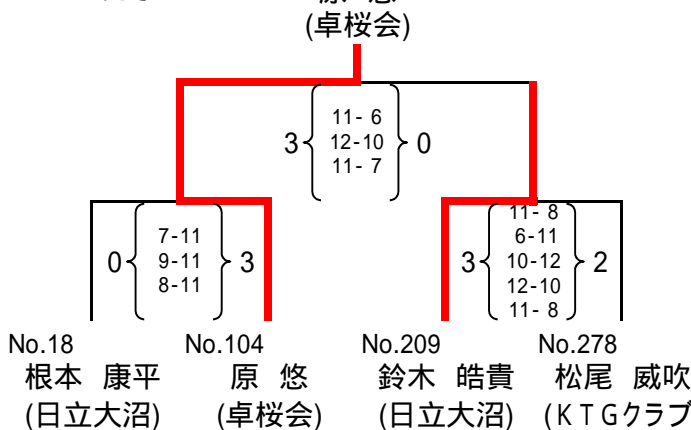 (卓桜会)
11- 6
3 12-10 0
11- 7
7-11
0 9-11 3
8-11
11- 8
6-11
3 10-12 2
12-10
11- 8
No.18 No.104 No.209 No.278
根本 康平 原 悠 鈴木 皓貴 松尾 威吹
(日立大沼) (卓桜会) (日立大沼) (KTGクラブ